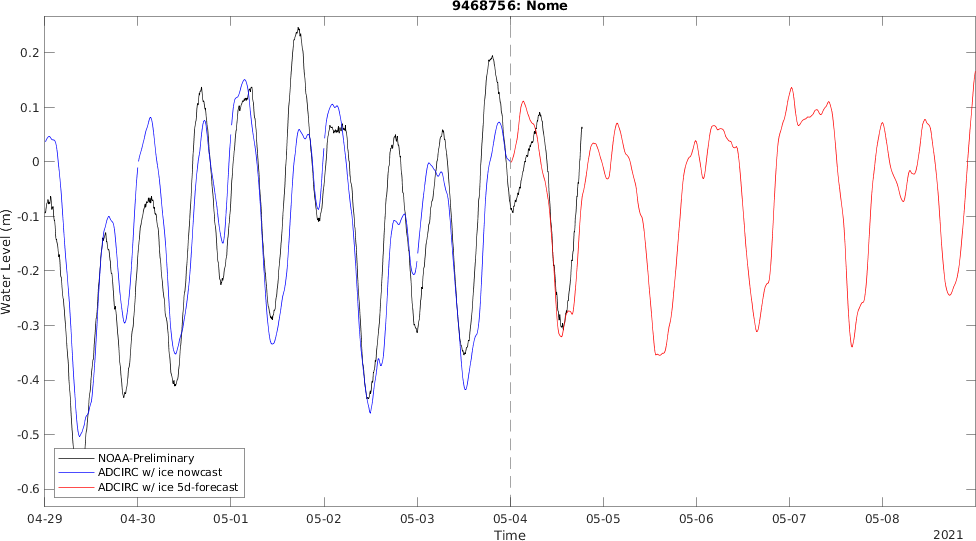 9468756: Nome
0.2
0.1
0
-0.1
-0.2
-0.3
-0.4
-0.5
-0.6
Water Level (m)
NOAA-Preliminary
ADCIRC w/ ice nowcast
ADCIRC w/ ice 5d-forecast
04-29 04-30 05-01 05-02 05-03 05-04 05-05 05-06 05-07 05-08
Time
2021